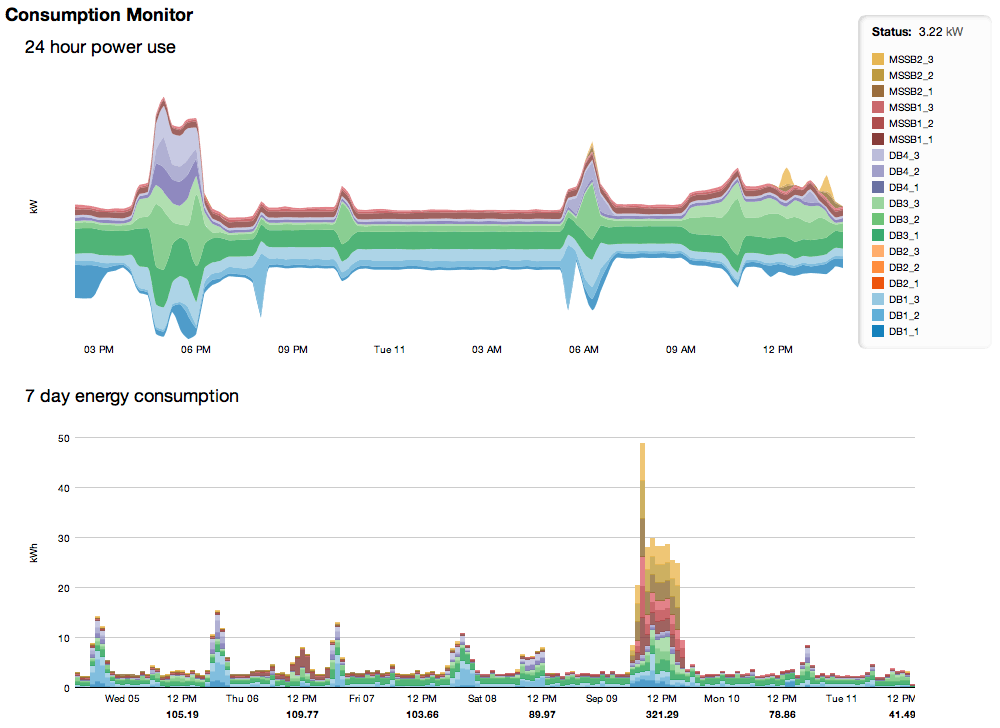 Consumption Monitor
24 hour power use
Status: 3.22 kW
MSSB2_3
MSSB2_2
MSSB2_1
MSSB1_3
MSSB1_2
MSSB1_1
DB4_3
DB4_2
DB4_1
DB3_3
DB3_2
DB3_1
DB2_3
DB2_2
DB2_1
DB1_3
DB1_2
DB1_1
kW
03 PM 06 PM 09 PM Tue 11 03 AM 06 AM 09 AM 12 PM
7 day energy consumption
50
40
30
kWh
20
10
0
Wed 05 12 PM Thu 06 12 PM Fri 07 12 PM Sat 08 12 PM Sep 09 12 PM Mon 10 12 PM Tue 11 12 PM
105.19 109.77 103.66 89.97 321.29 78.86 41.49